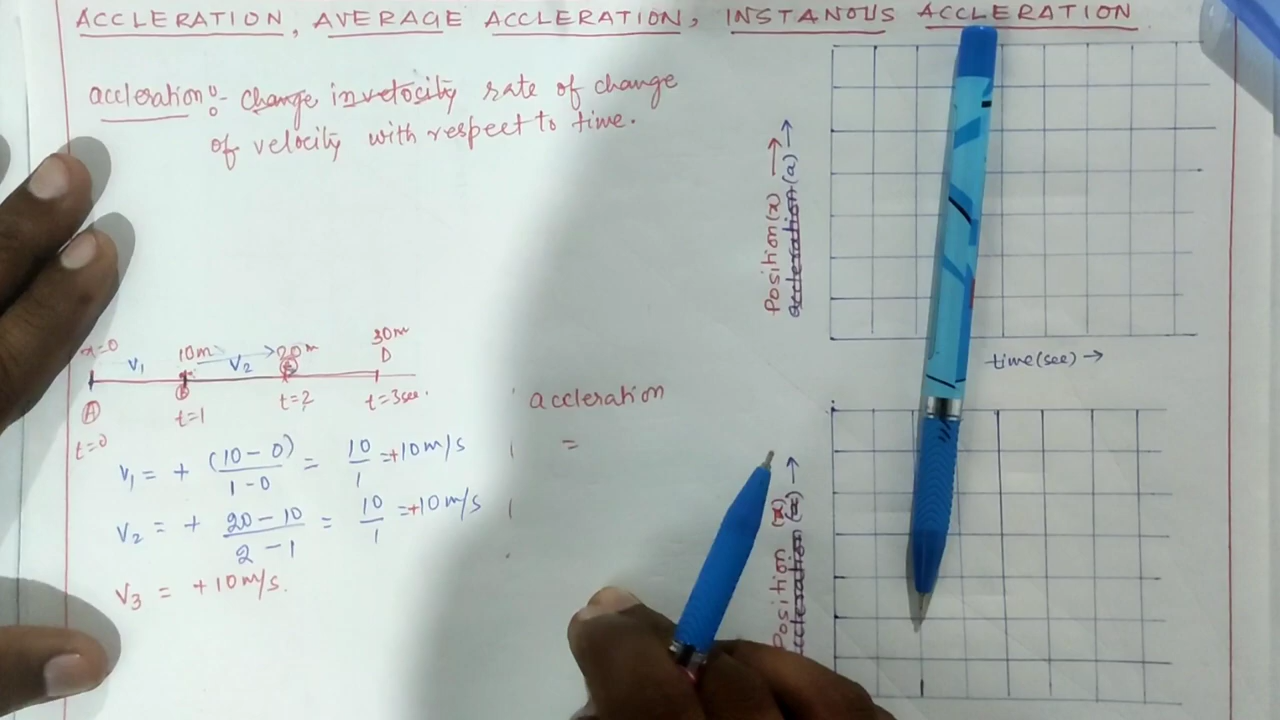 ACCLERATION, AVERAGE ACCLERATION, INSTANOUS ACCLERATION
accleration:- change in velocity rate of change
of velocity with respect to time.
Position (x) →
accleration (a) →
time (sec) →
x=0 10m 20m 30m
V1 V2 D
A B C
t=0 t=1 t=2 t=3sec.
V1 = + (10-0)/1-0 = 10/1 = +10m/s
V2 = + 20-10/2-1 = 10/1 = +10m/s
V3 = +10m/s.
accleration
=
Position (x)
accleration (a) →